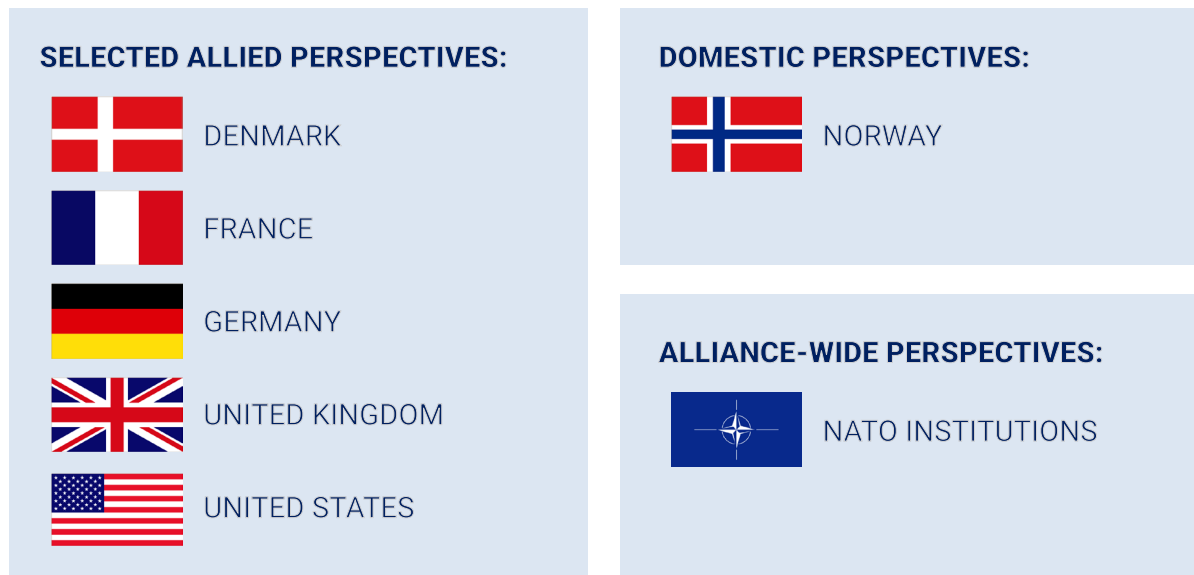 SELECTED ALLIED PERSPECTIVES:
DENMARK
FRANCE
GERMANY
UNITED KINGDOM
UNITED STATES
DOMESTIC PERSPECTIVES:
NORWAY
ALLIANCE-WIDE PERSPECTIVES:
NATO INSTITUTIONS